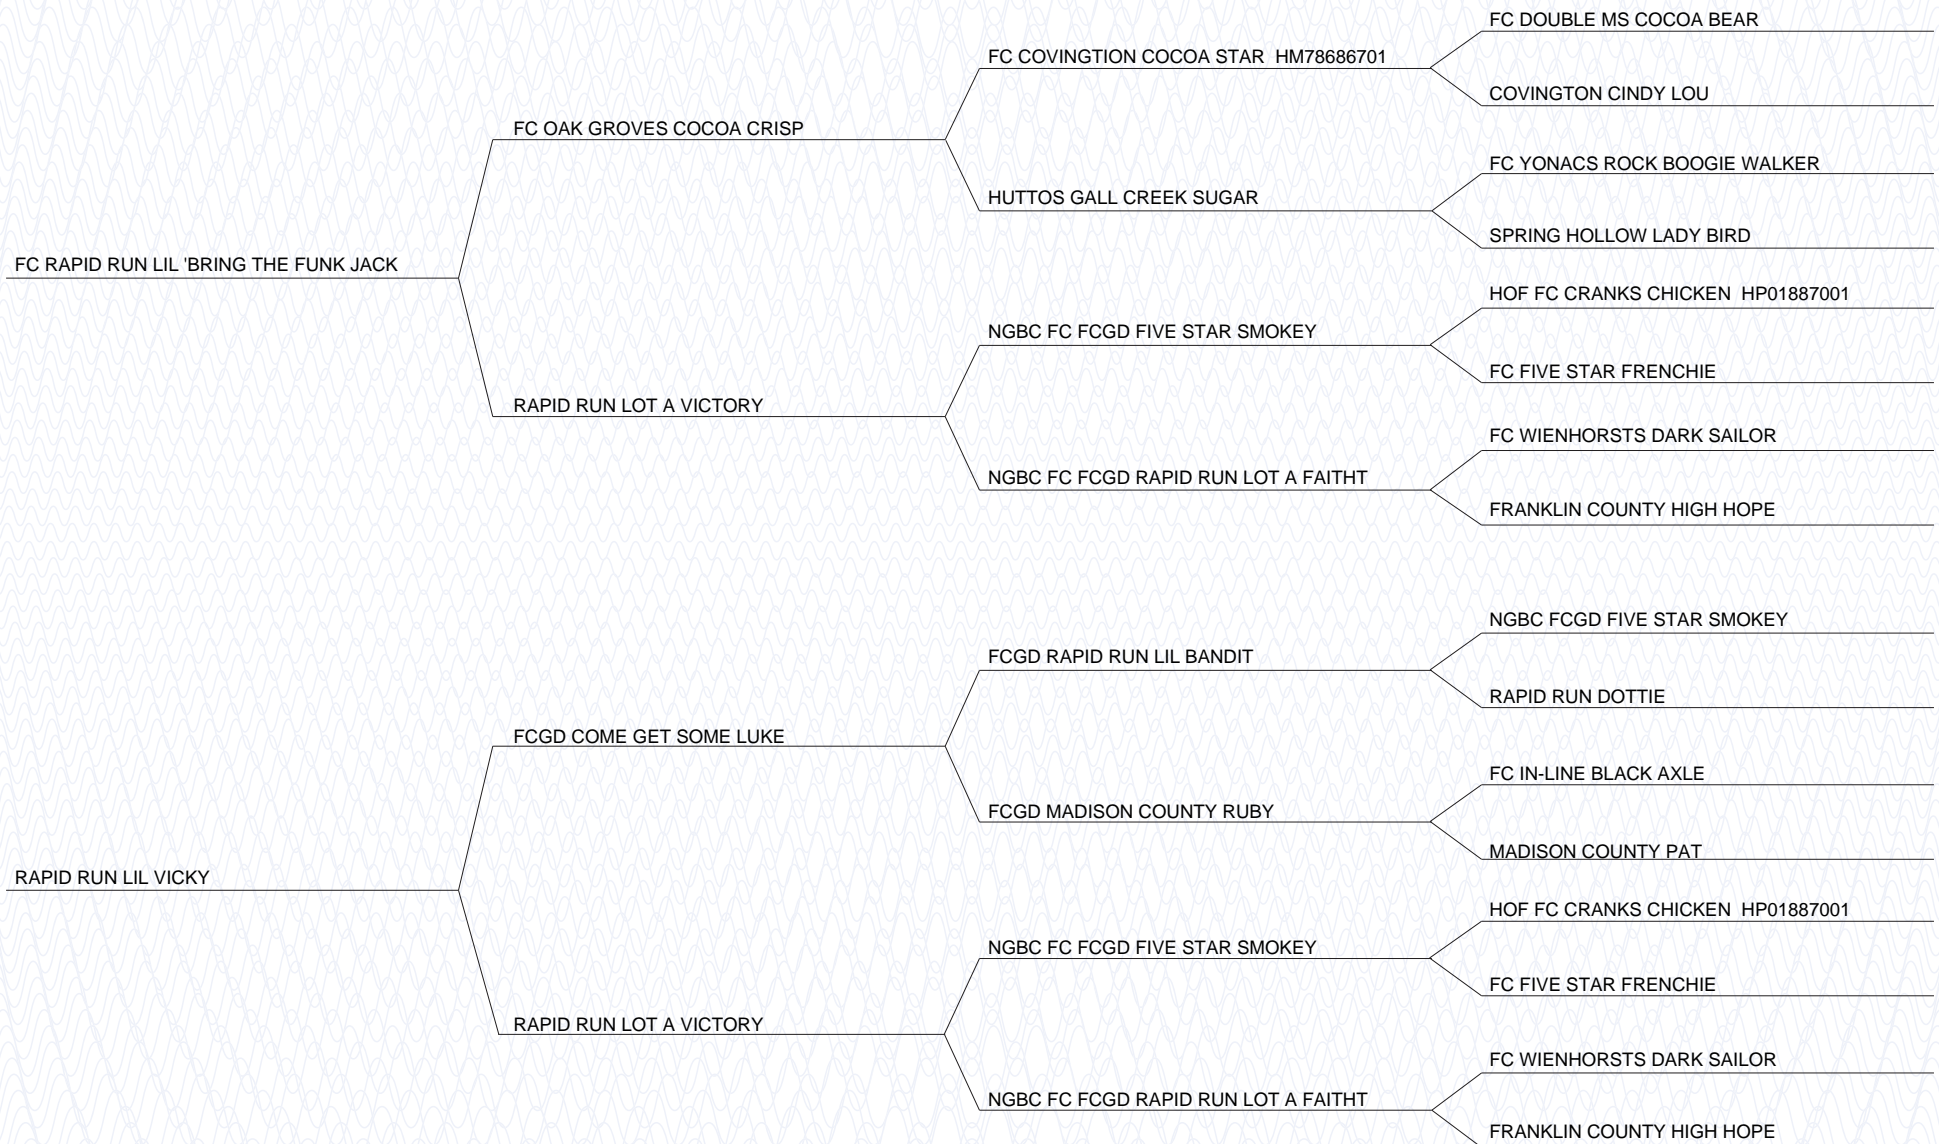 FC DOUBLE MS COCOA BEAR
FC COVINGTION COCOA STAR  HM78686701
COVINGTON CINDY LOU
FC OAK GROVES COCOA CRISP
FC YONACS ROCK BOOGIE WALKER
HUTTOS GALL CREEK SUGAR
SPRING HOLLOW LADY BIRD
FC RAPID RUN LIL 'BRING THE FUNK JACK
HOF FC CRANKS CHICKEN  HP01887001
NGBC FC FCGD FIVE STAR SMOKEY
FC FIVE STAR FRENCHIE
RAPID RUN LOT A VICTORY
FC WIENHORSTS DARK SAILOR
NGBC FC FCGD RAPID RUN LOT A FAITHT
FRANKLIN COUNTY HIGH HOPE
NGBC FCGD FIVE STAR SMOKEY
FCGD RAPID RUN LIL BANDIT
RAPID RUN DOTTIE
FCGD COME GET SOME LUKE
FC IN-LINE BLACK AXLE
FCGD MADISON COUNTY RUBY
MADISON COUNTY PAT
RAPID RUN LIL VICKY
HOF FC CRANKS CHICKEN  HP01887001
NGBC FC FCGD FIVE STAR SMOKEY
FC FIVE STAR FRENCHIE
RAPID RUN LOT A VICTORY
FC WIENHORSTS DARK SAILOR
NGBC FC FCGD RAPID RUN LOT A FAITHT
FRANKLIN COUNTY HIGH HOPE